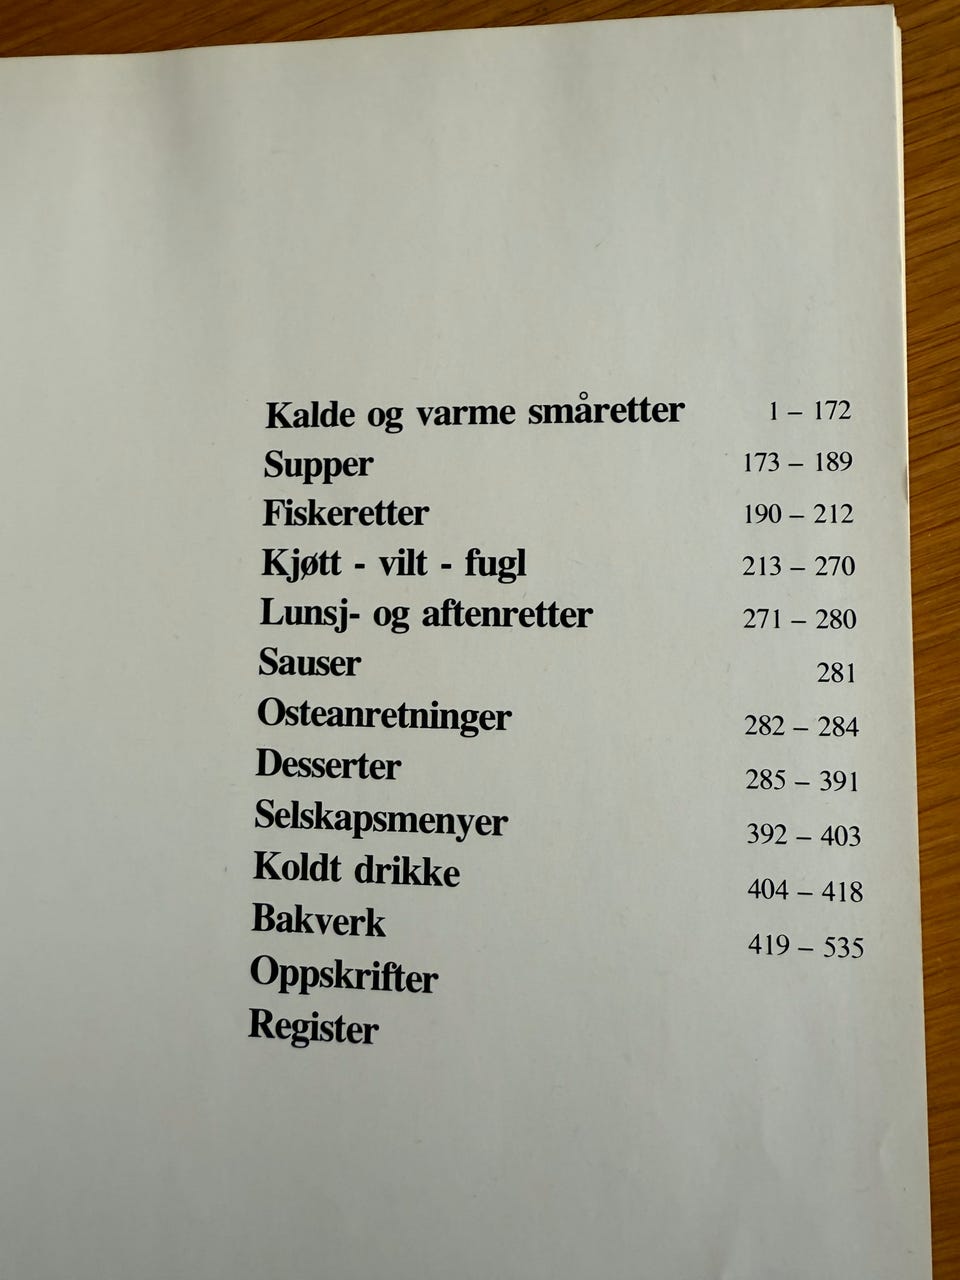 Kalde og varme småretter 1 – 172
Supper 173 – 189
Fiskeretter 190 – 212
Kjøtt - vilt - fugl 213 – 270
Lunsj- og aftenretter 271 – 280
Sauser 281
Osteanretninger 282 – 284
Desserter 285 – 391
Selskapsmenyer 392 – 403
Koldt drikke 404 – 418
Bakverk 419 – 535
Oppskrifter
Register